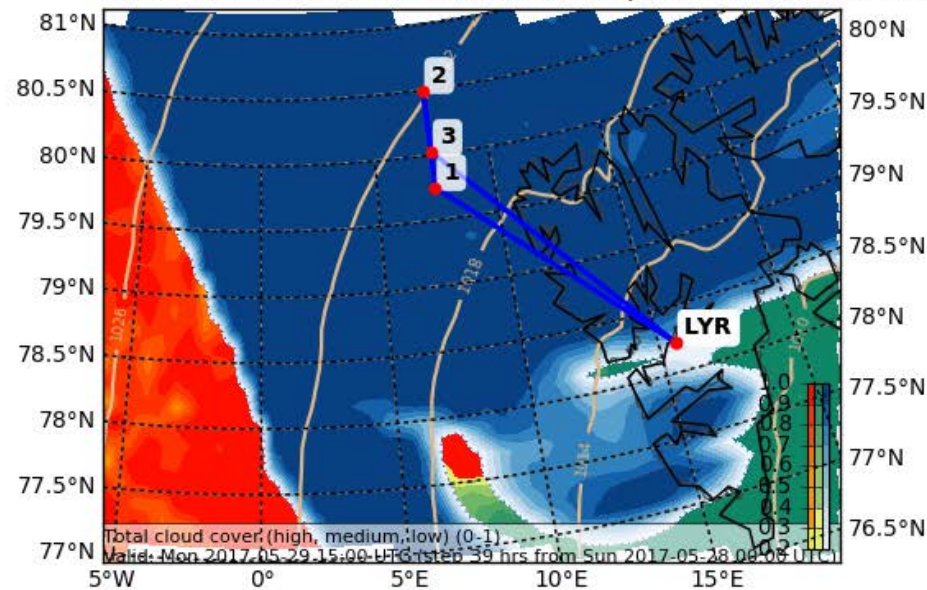 81°N
80.5°N
80°N
79.5°N
79°N
78.5°N
78°N
77.5°N
77°N
80°N
79.5°N
79°N
78.5°N
78°N
77.5°N
77°N
76.5°N
2
3
1
LYR
1026
1018
1014
1.0
0.9
0.8
0.7
0.6
0.5
0.4
0.3
0.2
Total cloud cover (high, medium, low) (0-1)
Valid: Mon 2017-05-29 15:00 UTC (step 39 hrs from Sun 2017-05-28 00:00 UTC)
5°W 0° 5°E 10°E 15°E